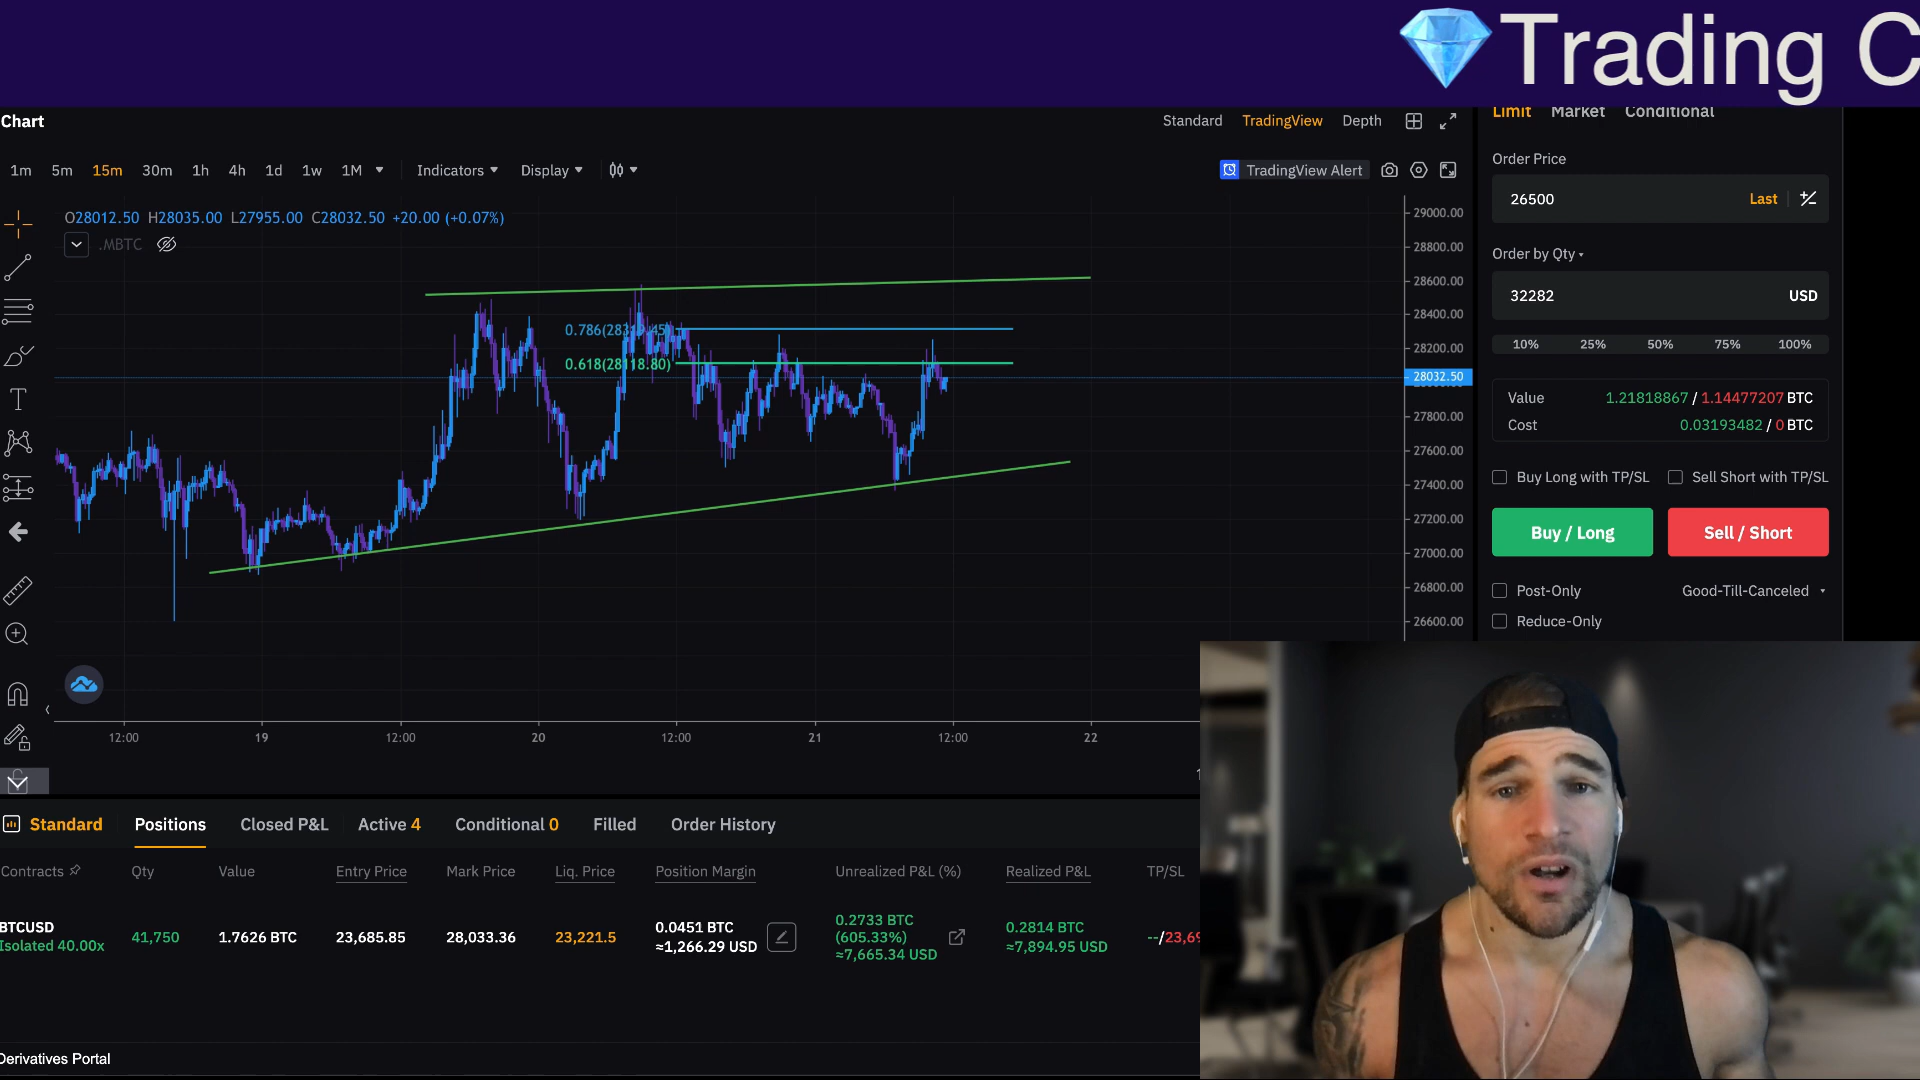 💎Trading C
Chart
Standard TradingView Depth
1m 5m 15m 30m 1h 4h 1d 1w 1M Indicators Display
TradingView Alert
O28012.50 H28035.00 L27955.00 C28032.50 +20.00 (+0.07%)
.MBTC
0.786(28319.45)
0.618(28118.80)
29000.00
28800.00
28600.00
28400.00
28200.00
28032.50
27800.00
27600.00
27400.00
27200.00
27000.00
26800.00
26600.00
12:00 19 12:00 20 12:00 21 12:00 22
Limit Market Conditional
Order Price
26500 Last
Order by Qty
32282 USD
10% 25% 50% 75% 100%
Value 1.21818867 / 1.14477207 BTC
Cost 0.03193482 / 0 BTC
Buy Long with TP/SL Sell Short with TP/SL
Buy / Long Sell / Short
Post-Only Good-Till-Canceled
Reduce-Only
Standard Positions Closed P&L Active 4 Conditional 0 Filled Order History
Contracts Qty Value Entry Price Mark Price Liq. Price Position Margin Unrealized P&L (%) Realized P&L TP/SL
BTCUSD
Isolated 40.00x
41,750 1.7626 BTC 23,685.85 28,033.36 23,221.5
0.0451 BTC
≈1,266.29 USD
0.2733 BTC
(605.33%)
≈7,665.34 USD
0.2814 BTC
≈7,894.95 USD
--/23,69
Derivatives Portal